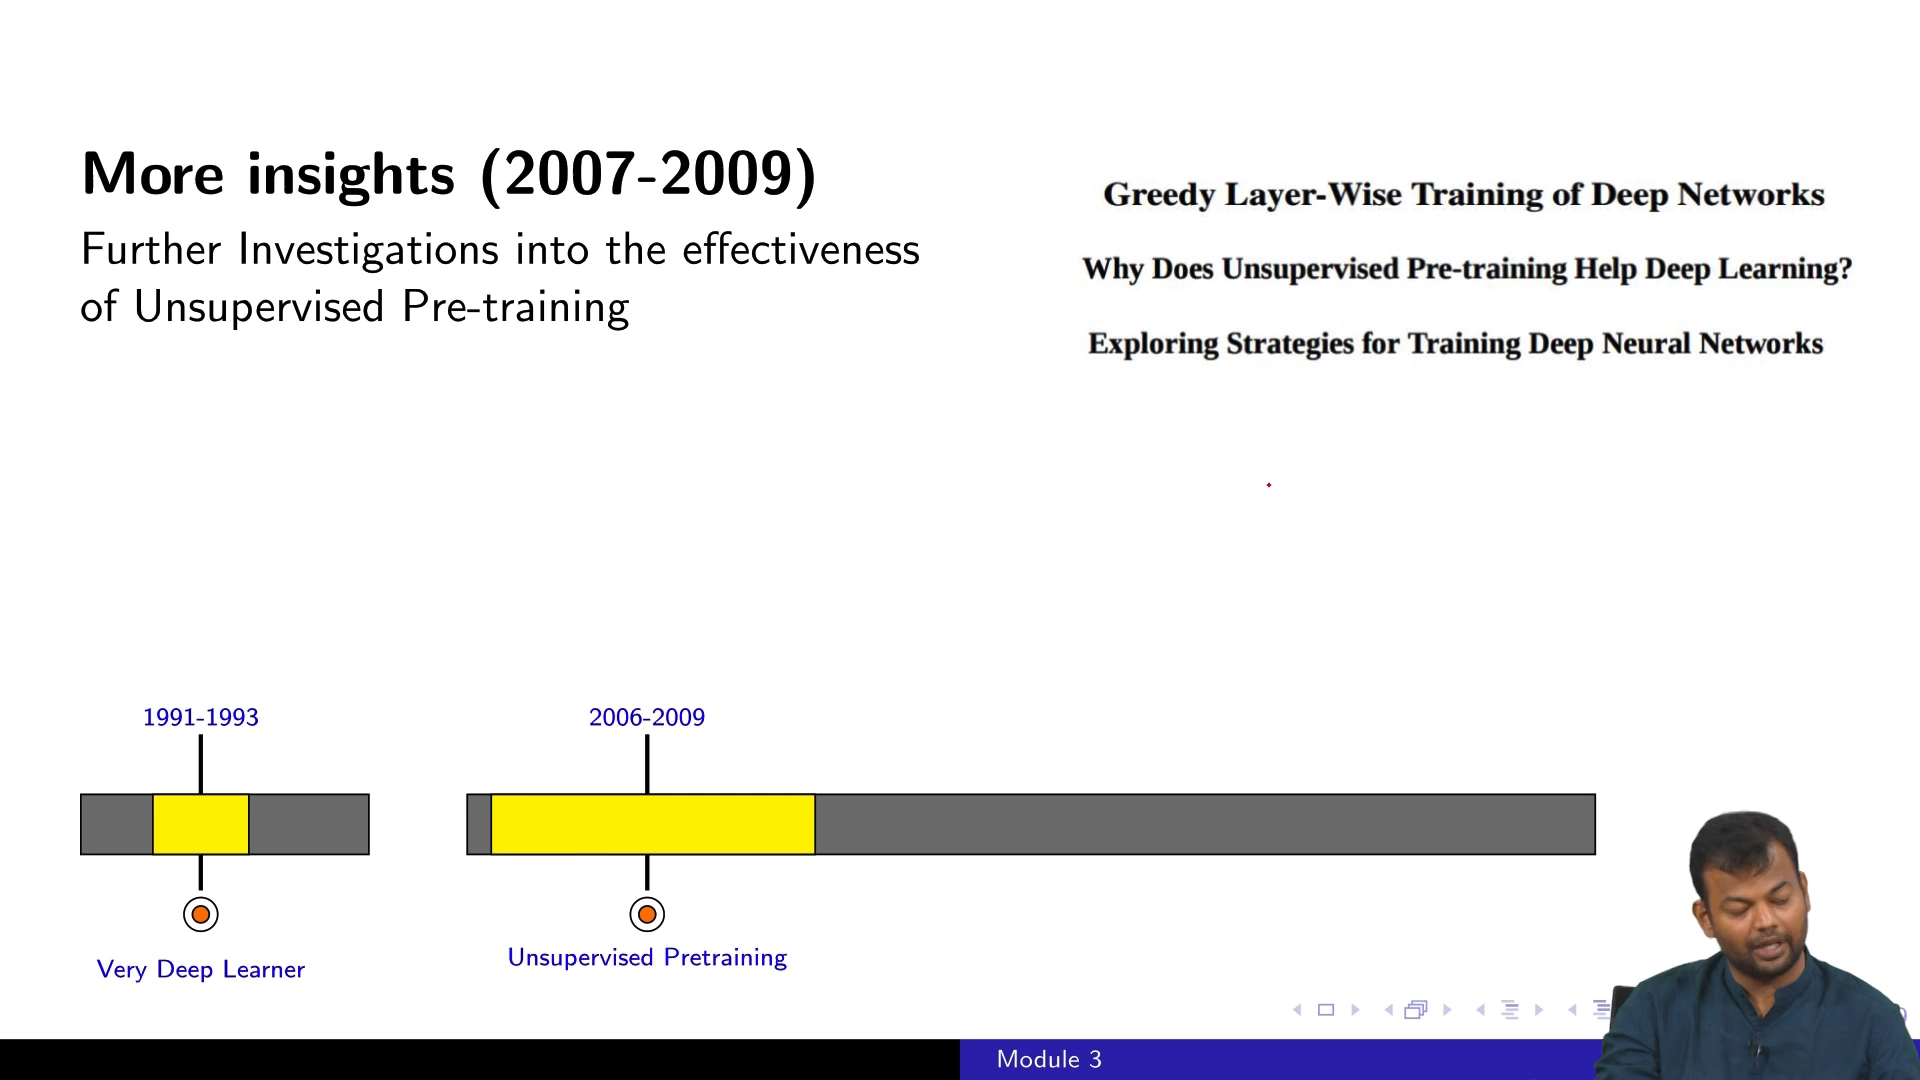 More insights (2007-2009)
Further Investigations into the effectiveness
of Unsupervised Pre-training
Greedy Layer-Wise Training of Deep Networks
Why Does Unsupervised Pre-training Help Deep Learning?
Exploring Strategies for Training Deep Neural Networks
1991-1993
2006-2009
Very Deep Learner
Unsupervised Pretraining
Module 3